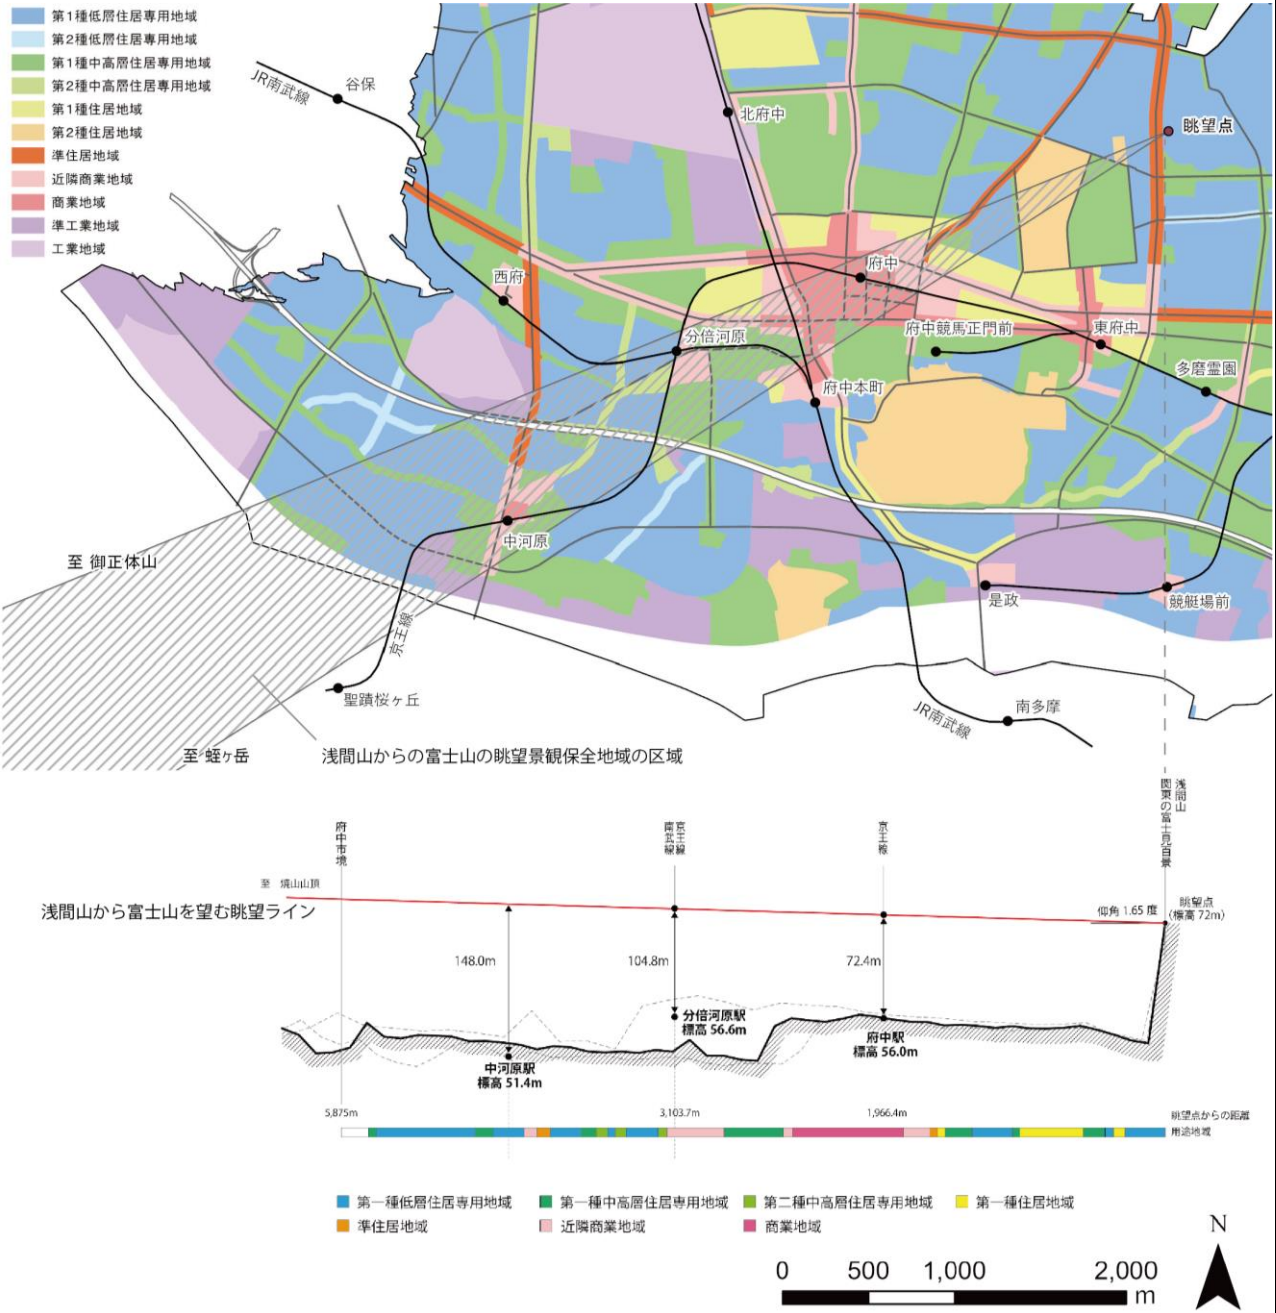 第1種低層住居専用地域
第2種低層住居専用地域
第1種中高層住居専用地域
第2種中高層住居専用地域
第1種住居地域
第2種住居地域
準住居地域
近隣商業地域
商業地域
準工業地域
工業地域
JR南武線
谷保
北府中
眺望点
西府
府中
分倍河原
府中競馬正門前
東府中
多磨霊園
府中本町
中河原
至 御正体山
是政
競艇場前
京王線
聖蹟桜ヶ丘
JR南武線
南多摩
至 蛭ヶ岳
浅間山からの富士山の眺望景観保全地域の区域
浅間山
関東の富士見百景
府中市境
京王線
南武線
京王線
至 焼山山頂
浅間山から富士山を望む眺望ライン
仰角 1.65 度
眺望点
(標高 72m)
148.0m
104.8m
72.4m
分倍河原駅
標高 56.6m
府中駅
標高 56.0m
中河原駅
標高 51.4m
5,875m
3,103.7m
1,966.4m
眺望点からの距離
用途地域
第一種低層住居専用地域
第一種中高層住居専用地域
第二種中高層住居専用地域
第一種住居地域
準住居地域
近隣商業地域
商業地域
N
0 500 1,000 2,000
m